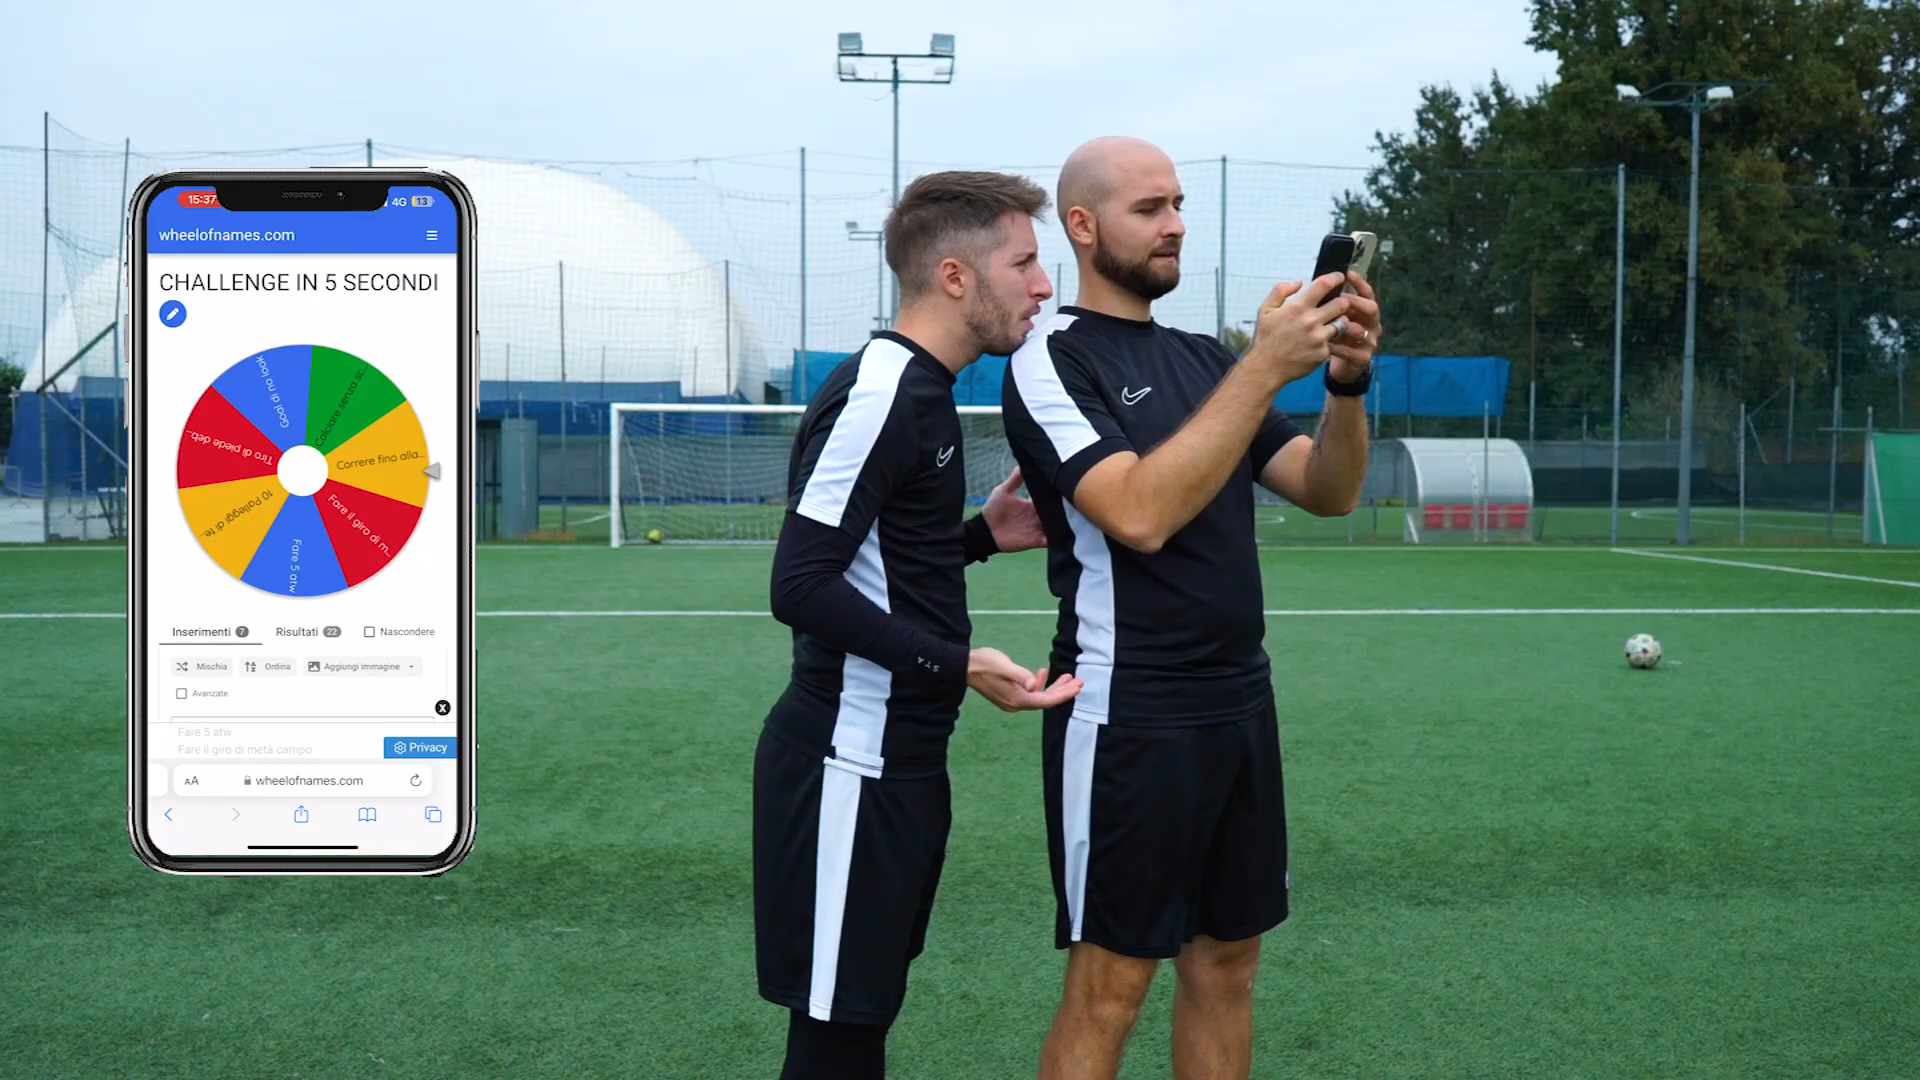 15:37
4G 13
wheelofnames.com
CHALLENGE IN 5 SECONDI
Goal di no look
Calciare senza sc...
Correre fino alla...
Fare il giro di m...
Fare 5 atw
10 Palleggi di te...
Tiro di piede deb...
Inserimenti 7
Risultati 22
Nascondere
Mischia
Ordina
Aggiungi immagine
Avanzate
X
Fare 5 atw
Fare il giro di metà campo
Privacy
AA
wheelofnames.com
STA